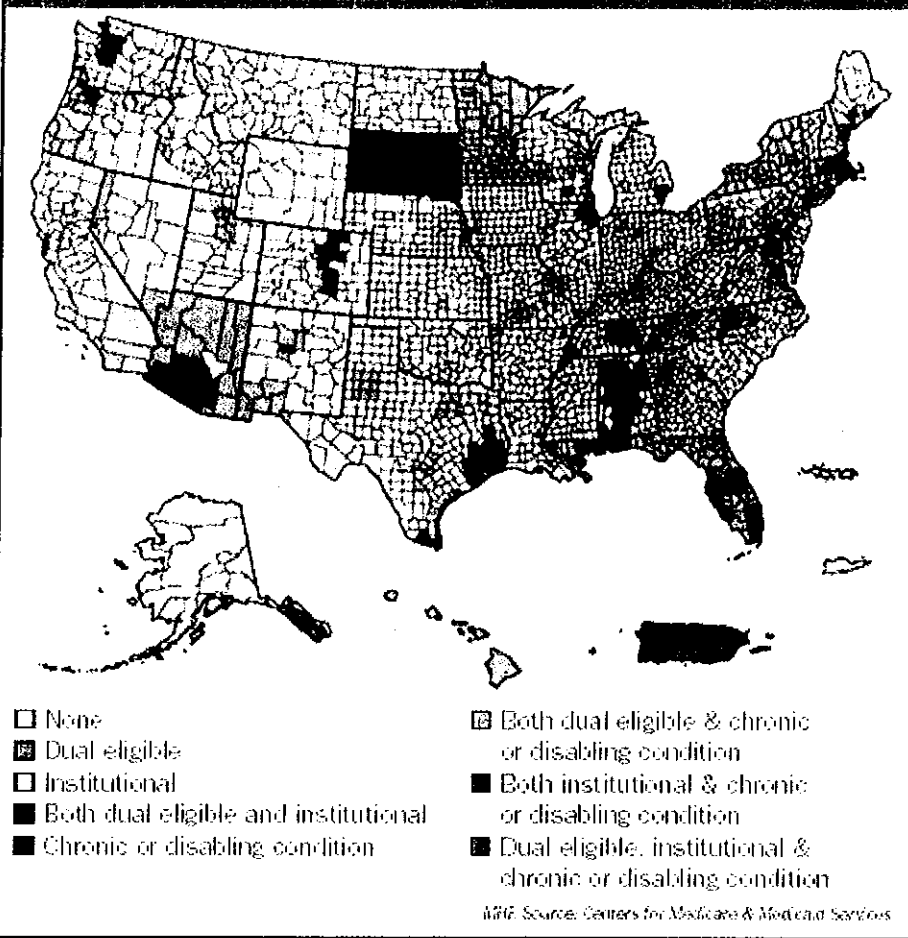 None
Dual eligible
Institutional
Both dual eligible and institutional
Chronic or disabling condition
Both dual eligible & chronic
or disabling condition
Both institutional & chronic
or disabling condition
Dual eligible, institutional &
chronic or disabling condition
Source: Centers for Medicare & Medicaid Services